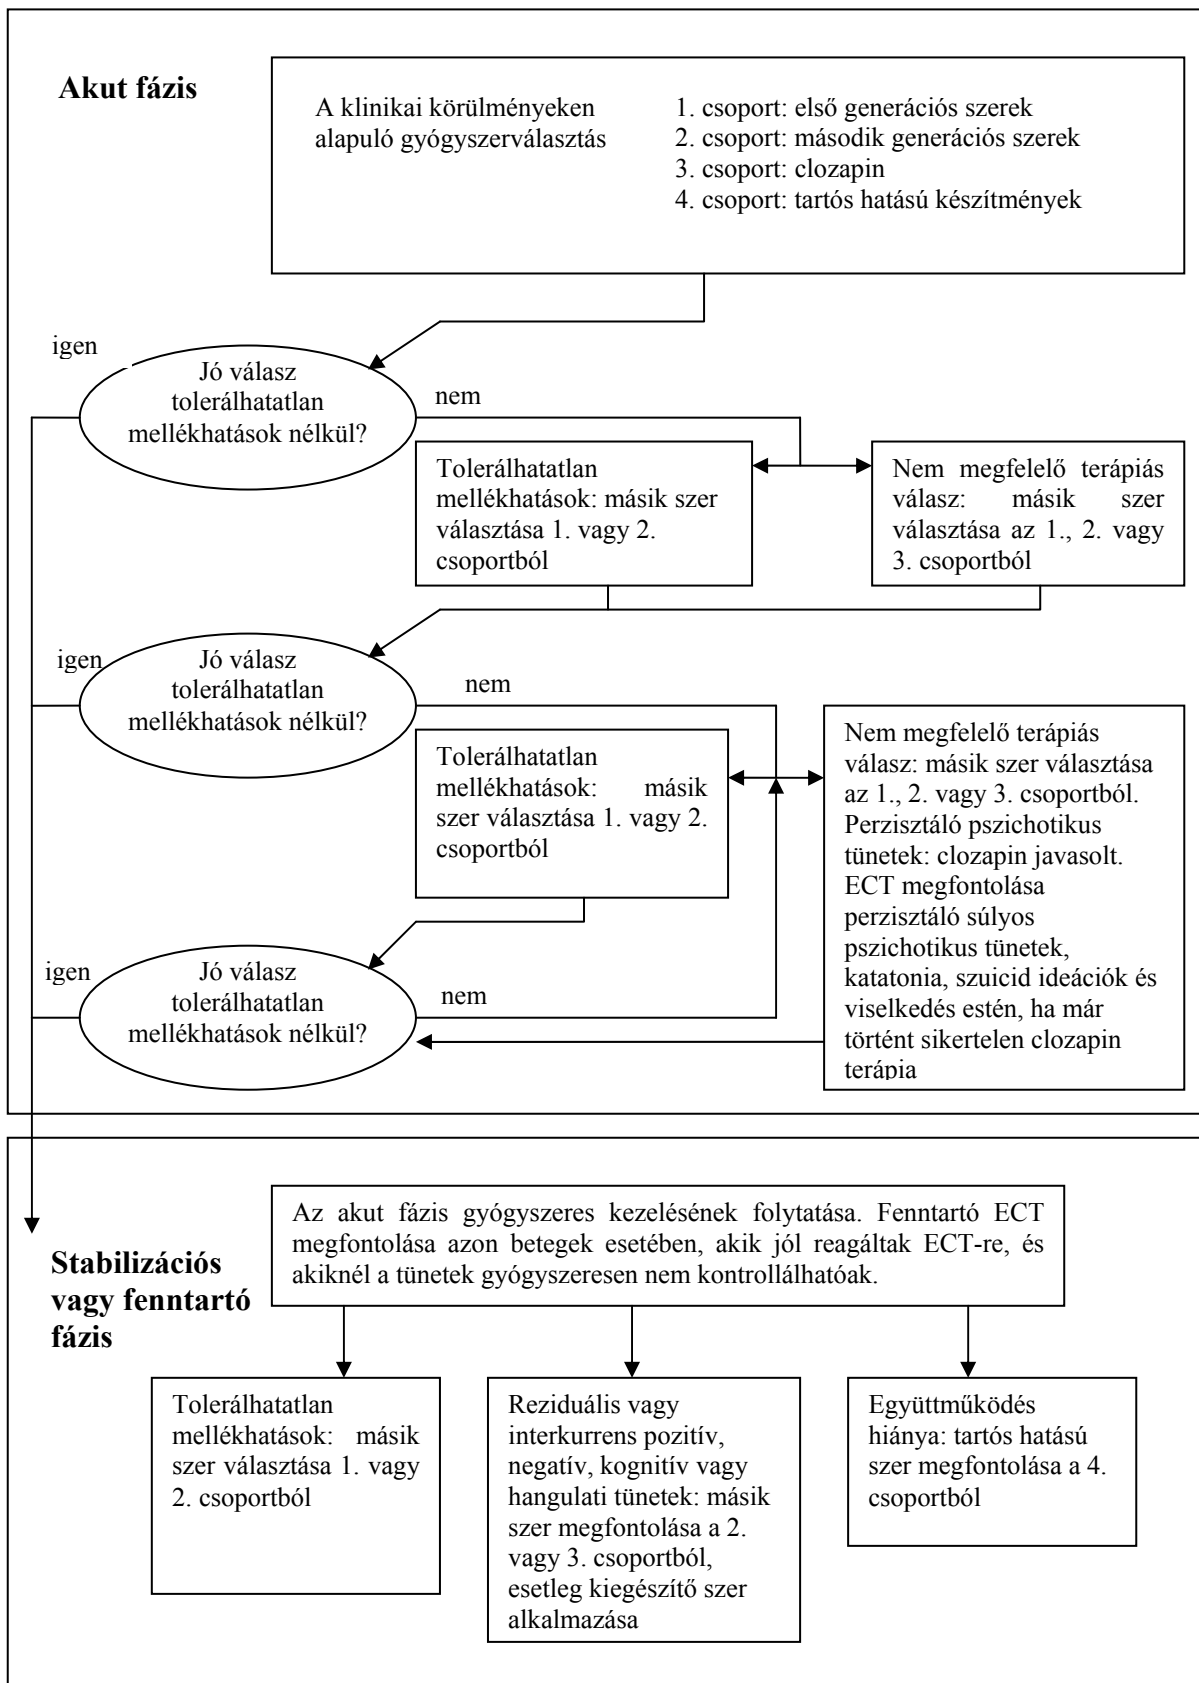 Akut fázis
A klinikai körülményeken
alapuló gyógyszerválasztás
1. csoport: első generációs szerek
2. csoport: második generációs szerek
3. csoport: clozapin
4. csoport: tartós hatású készítmények
igen
Jó válasz
tolerálhatatlan
mellékhatások nélkül?
nem
Tolerálhatatlan
mellékhatások: másik szer
választása 1. vagy 2.
csoportból
Nem megfelelő terápiás
válasz: másik szer
választása az 1., 2. vagy
3. csoportból
igen
Jó válasz
tolerálhatatlan
mellékhatások nélkül?
nem
Tolerálhatatlan
mellékhatások: másik
szer választása 1. vagy 2.
csoportból
Nem megfelelő terápiás
válasz: másik szer választása
az 1., 2. vagy 3. csoportból.
Perzisztáló pszichotikus
tünetek: clozapin javasolt.
ECT megfontolása
perzisztáló súlyos
pszichotikus tünetek,
katatonia, szuicid ideációk és
viselkedés estén, ha már
történt sikertelen clozapin
terápia
igen
Jó válasz
tolerálhatatlan
mellékhatások nélkül?
nem
Stabilizációs
vagy fenntartó
fázis
Az akut fázis gyógyszeres kezelésének folytatása. Fenntartó ECT
megfontolása azon betegek esetében, akik jól reagáltak ECT-re, és
akiknél a tünetek gyógyszeresen nem kontrollálhatóak.
Tolerálhatatlan
mellékhatások: másik
szer választása 1. vagy
2. csoportból
Reziduális vagy
interkurrens pozitív,
negatív, kognitív vagy
hangulati tünetek: másik
szer megfontolása a 2.
vagy 3. csoportból,
esetleg kiegészítő szer
alkalmazása
Együttműködés
hiánya: tartós hatású
szer megfontolása a 4.
csoportból